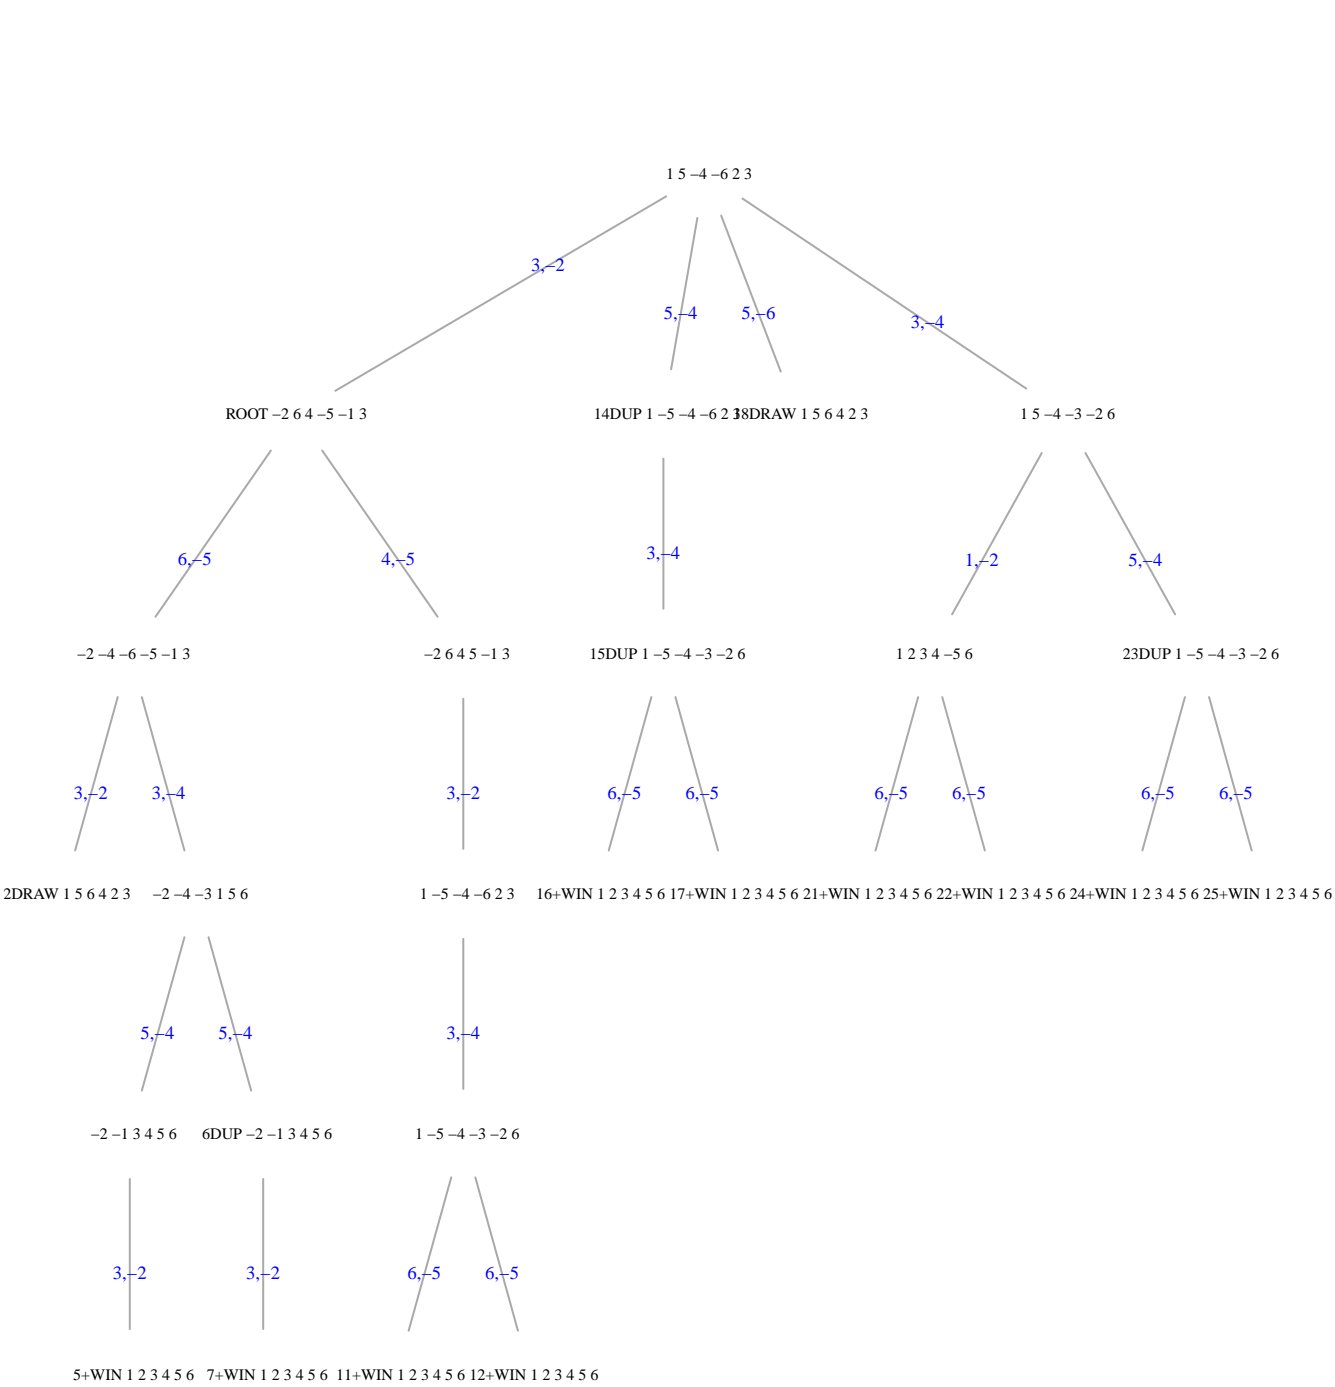 1 5 –4 –6 2 3
3,–2
5,–4 5,–6
3,–4
ROOT –2 6 4 –5 –1 3 14DUP 1 –5 –4 –6 2 3 18DRAW 1 5 6 4 2 3 1 5 –4 –3 –2 6
6,–5 4,–5 3,–4 1,–2 5,–4
–2 –4 –6 –5 –1 3 –2 6 4 5 –1 3 15DUP 1 –5 –4 –3 –2 6 1 2 3 4 –5 6 23DUP 1 –5 –4 –3 –2 6
3,–2 3,–4 3,–2 6,–5 6,–5 6,–5 6,–5 6,–5 6,–5
2DRAW 1 5 6 4 2 3 –2 –4 –3 1 5 6 1 –5 –4 –6 2 3 16+WIN 1 2 3 4 5 6 17+WIN 1 2 3 4 5 6 21+WIN 1 2 3 4 5 6 22+WIN 1 2 3 4 5 6 24+WIN 1 2 3 4 5 6 25+WIN 1 2 3 4 5 6
5,–4 5,–4 3,–4
–2 –1 3 4 5 6 6DUP –2 –1 3 4 5 6 1 –5 –4 –3 –2 6
3,–2 3,–2 6,–5 6,–5
5+WIN 1 2 3 4 5 6 7+WIN 1 2 3 4 5 6 11+WIN 1 2 3 4 5 6 12+WIN 1 2 3 4 5 6